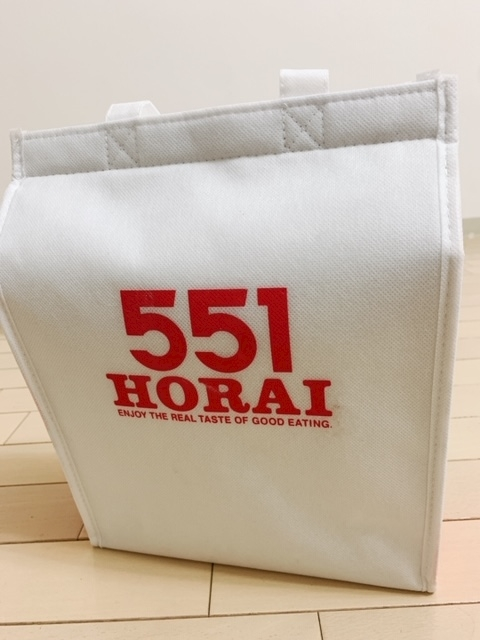 551
HORAI
ENJOY THE REAL TASTE OF GOOD EATING.